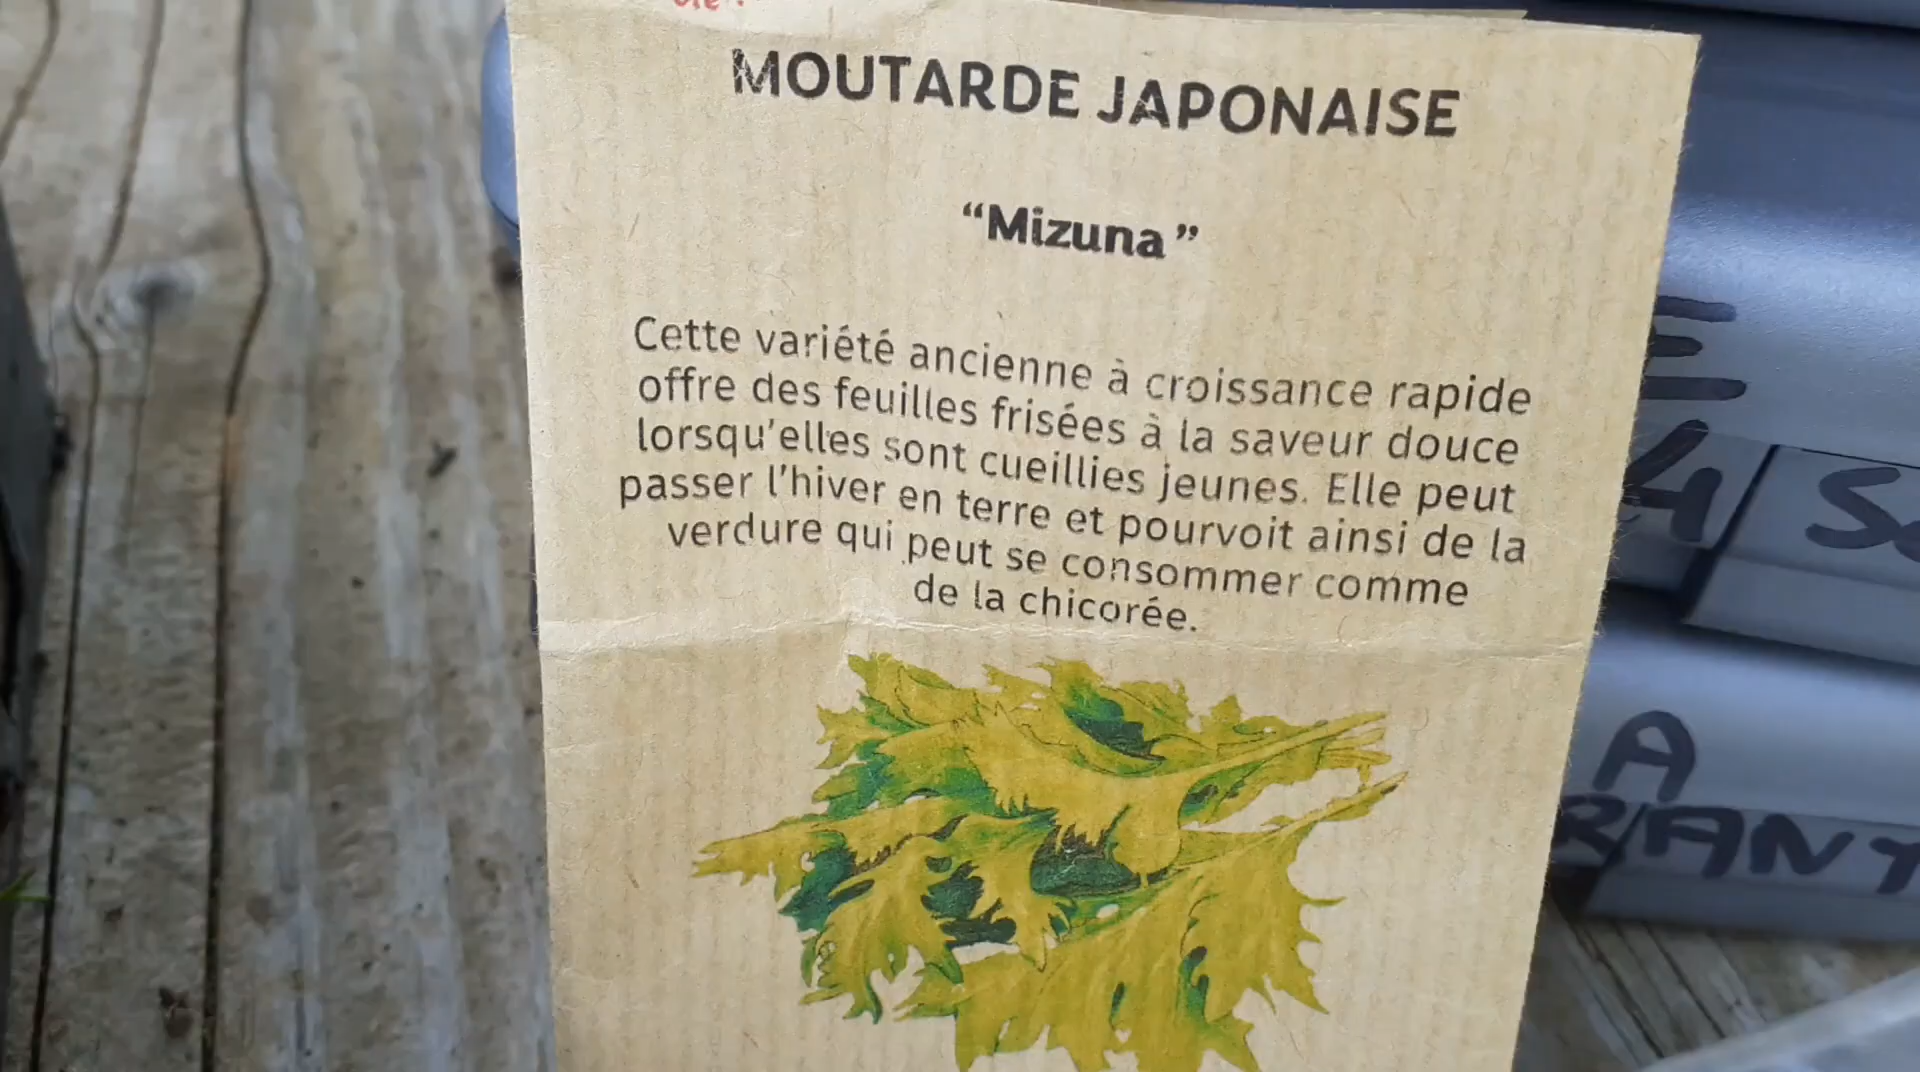 MOUTARDE JAPONAISE
“Mizuna”
Cette variété ancienne à croissance rapide
offre des feuilles frisées à la saveur douce
lorsqu'elles sont cueillies jeunes. Elle peut
passer l'hiver en terre et pourvoit ainsi de la
verdure qui peut se consommer comme
de la chicorée.
A